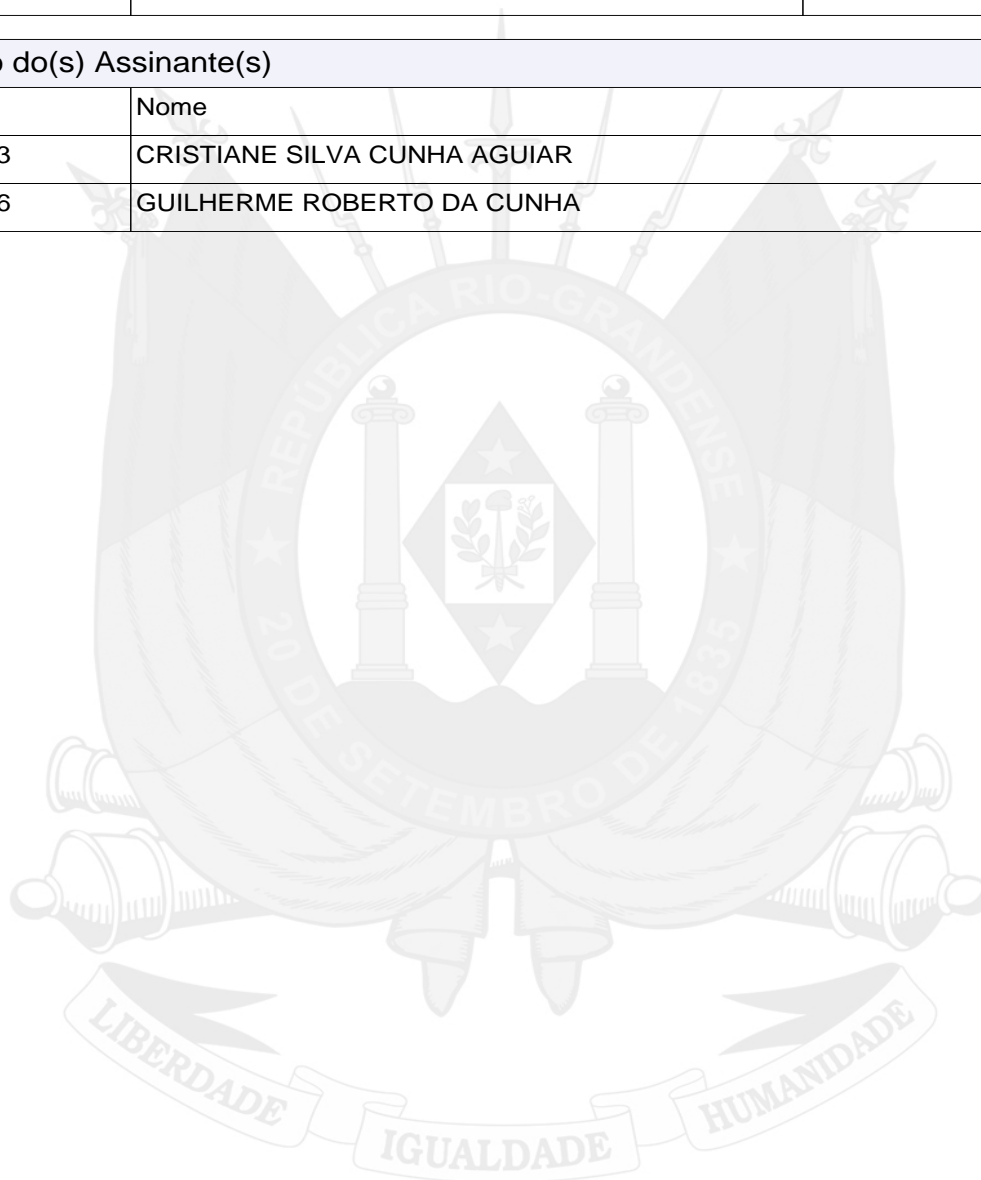 o do(s) Assinante(s)
Nome
3 CRISTIANE SILVA CUNHA AGUIAR
6 GUILHERME ROBERTO DA CUNHA
REPÚBLICA RIO-GRANDENSE
20 DE SETEMBRO DE 1835
LIBERDADE IGUALDADE HUMANIDADE